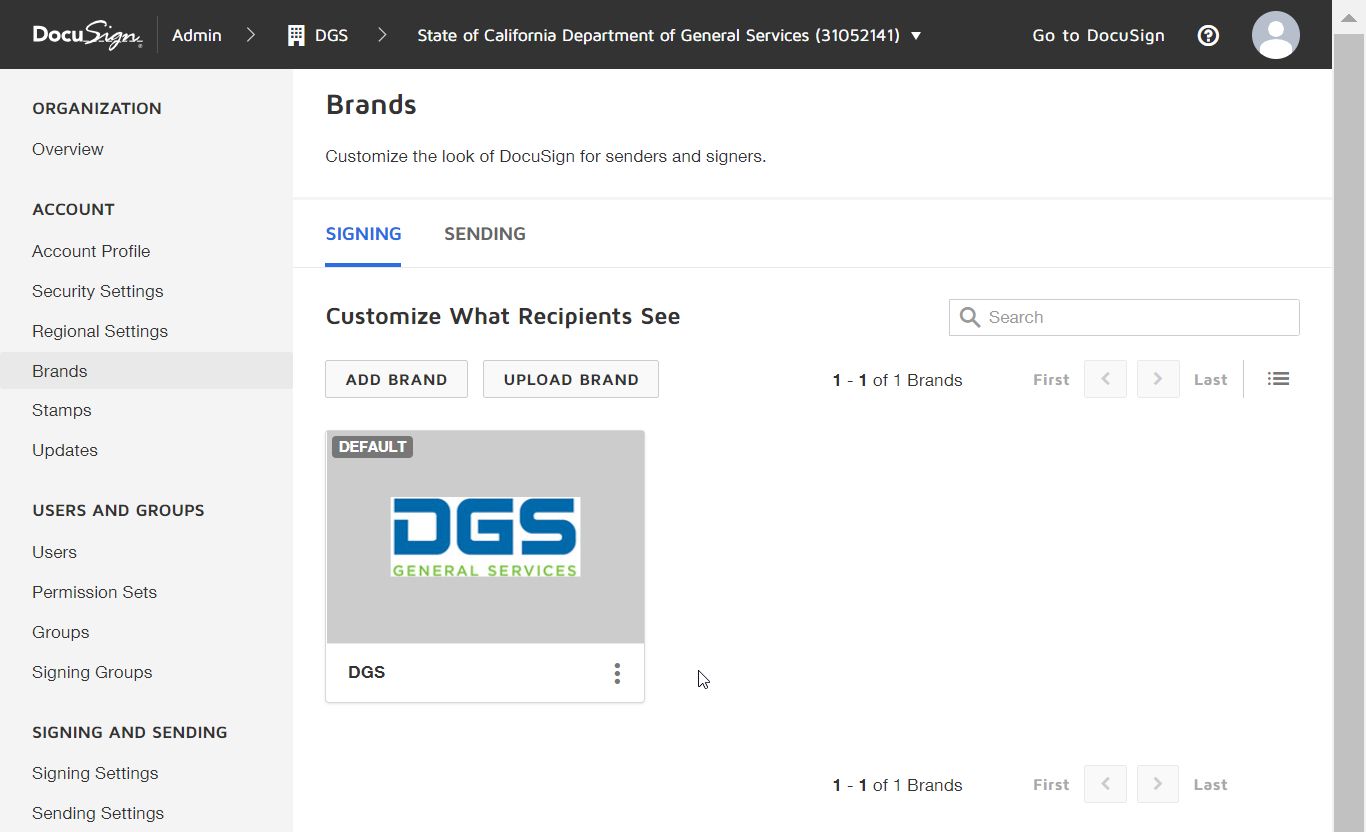 DocuSign Admin DGS State of California Department of General Services (31052141) Go to DocuSign
ORGANIZATION
Overview
ACCOUNT
Account Profile
Security Settings
Regional Settings
Brands
Stamps
Updates
USERS AND GROUPS
Users
Permission Sets
Groups
Signing Groups
SIGNING AND SENDING
Signing Settings
Sending Settings
Brands
Customize the look of DocuSign for senders and signers.
SIGNING SENDING
Customize What Recipients See
Search
ADD BRAND UPLOAD BRAND 1 - 1 of 1 Brands First Last
DEFAULT
DGS
GENERAL SERVICES
DGS
1 - 1 of 1 Brands First Last